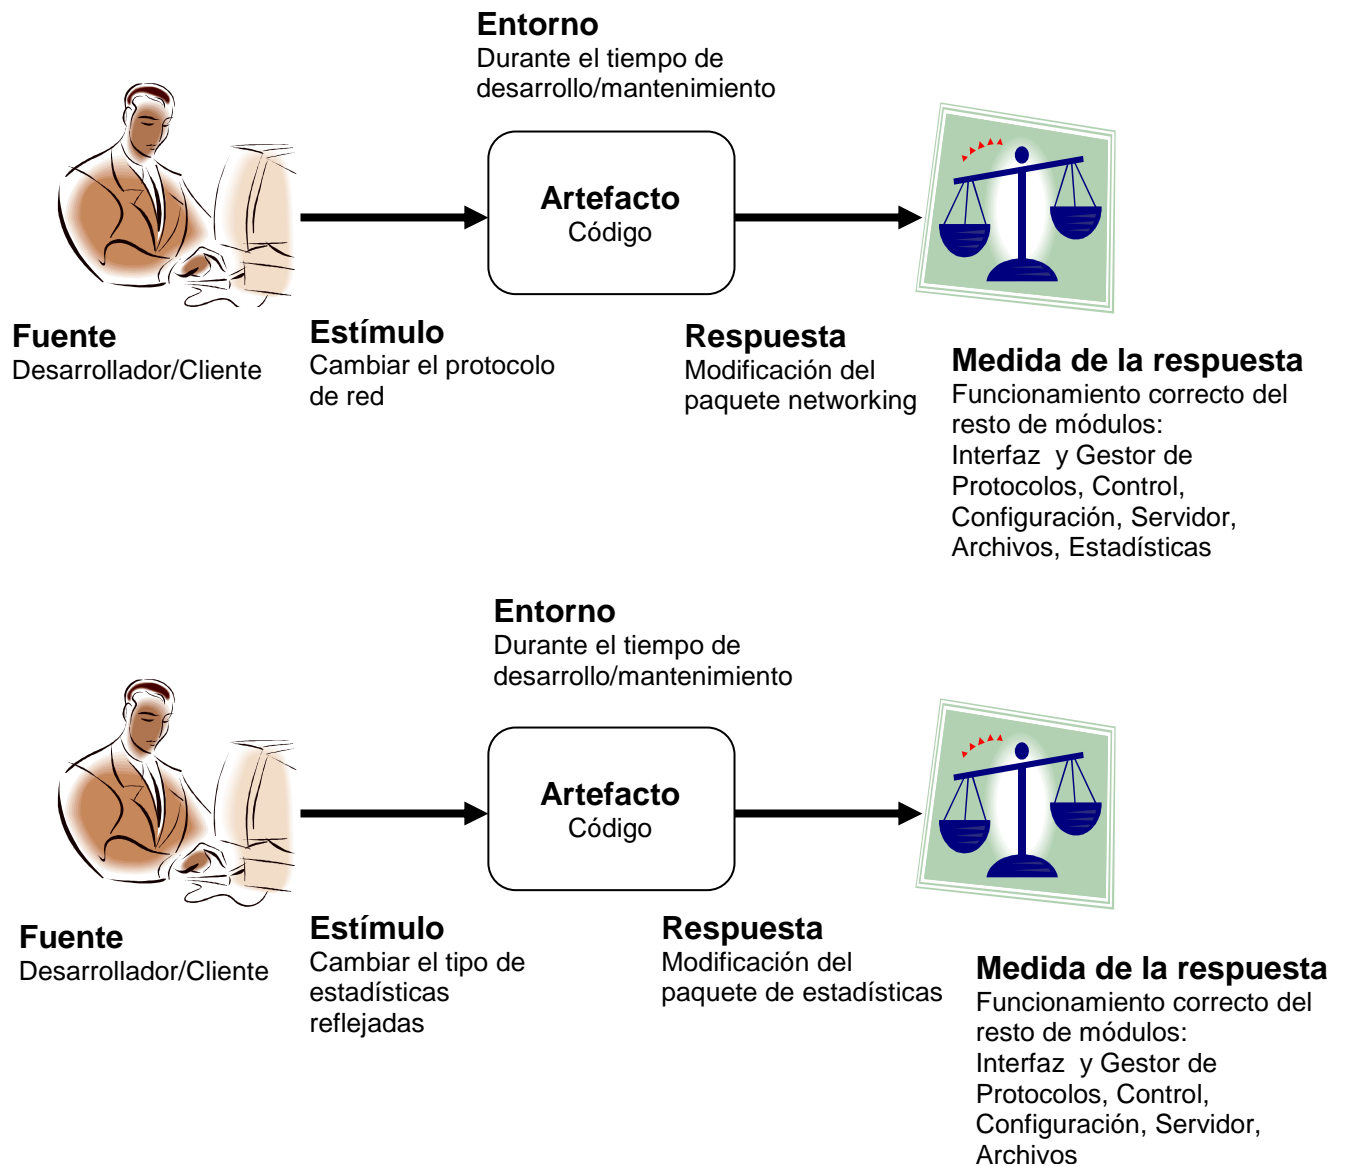 Entorno
Durante el tiempo de
desarrollo/mantenimiento
Artefacto
Código
Fuente
Desarrollador/Cliente
Estímulo
Cambiar el protocolo
de red
Respuesta
Modificación del
paquete networking
Medida de la respuesta
Funcionamiento correcto del
resto de módulos:
Interfaz y Gestor de
Protocolos, Control,
Configuración, Servidor,
Archivos, Estadísticas
Entorno
Durante el tiempo de
desarrollo/mantenimiento
Artefacto
Código
Fuente
Desarrollador/Cliente
Estímulo
Cambiar el tipo de
estadísticas
reflejadas
Respuesta
Modificación del
paquete de estadísticas
Medida de la respuesta
Funcionamiento correcto del
resto de módulos:
Interfaz y Gestor de
Protocolos, Control,
Configuración, Servidor,
Archivos